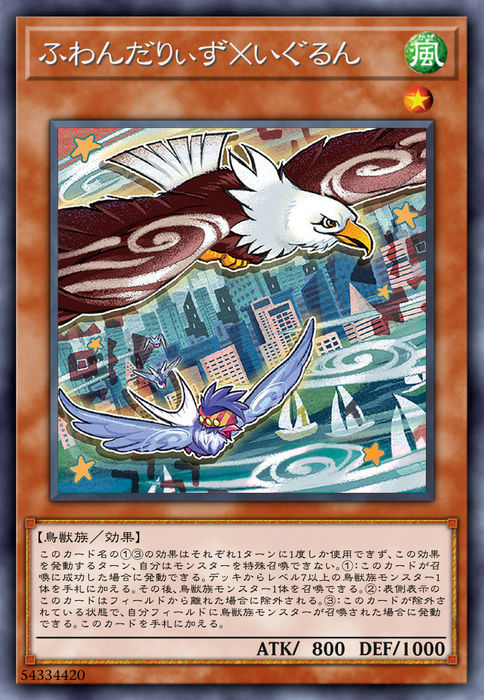 ふわんだりぃず×いぐるん
かぜ
風
【鳥獣族／効果】
このカード名の①③の効果はそれぞれ1ターンに1度しか使用できず、この効果
を発動するターン、自分はモンスターを特殊召喚できない。①：このカードが召
喚に成功した場合に発動できる。デッキからレベル7以上の鳥獣族モンスター1
体を手札に加える。その後、鳥獣族モンスター1体を召喚できる。②：表側表示の
このカードはフィールドから離れた場合に除外される。③：このカードが除外さ
れている状態で、自分フィールドに鳥獣族モンスターが召喚された場合に発動
できる。このカードを手札に加える。
ATK/ 800 DEF/1000
54334420